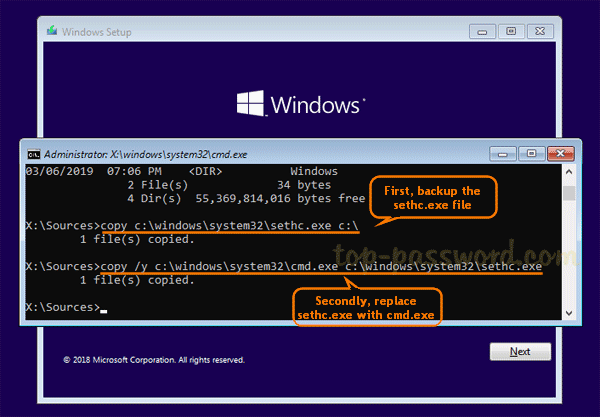 Windows Setup
Windows
Administrator: X:\windows\system32\cmd.exe
03/06/2019  07:06 PM    <DIR>          Windows
2 File(s)             34 bytes
4 Dir(s)  55,369,814,016 bytes free
First, backup the
sethc.exe file
X:\Sources>copy c:\windows\system32\sethc.exe c:\
1 file(s) copied.
top-password.com
X:\Sources>copy /y c:\windows\system32\cmd.exe c:\windows\system32\sethc.exe
1 file(s) copied.
Secondly, replace
sethc.exe with cmd.exe
X:\Sources>_
© 2018 Microsoft Corporation. All rights reserved.
Next